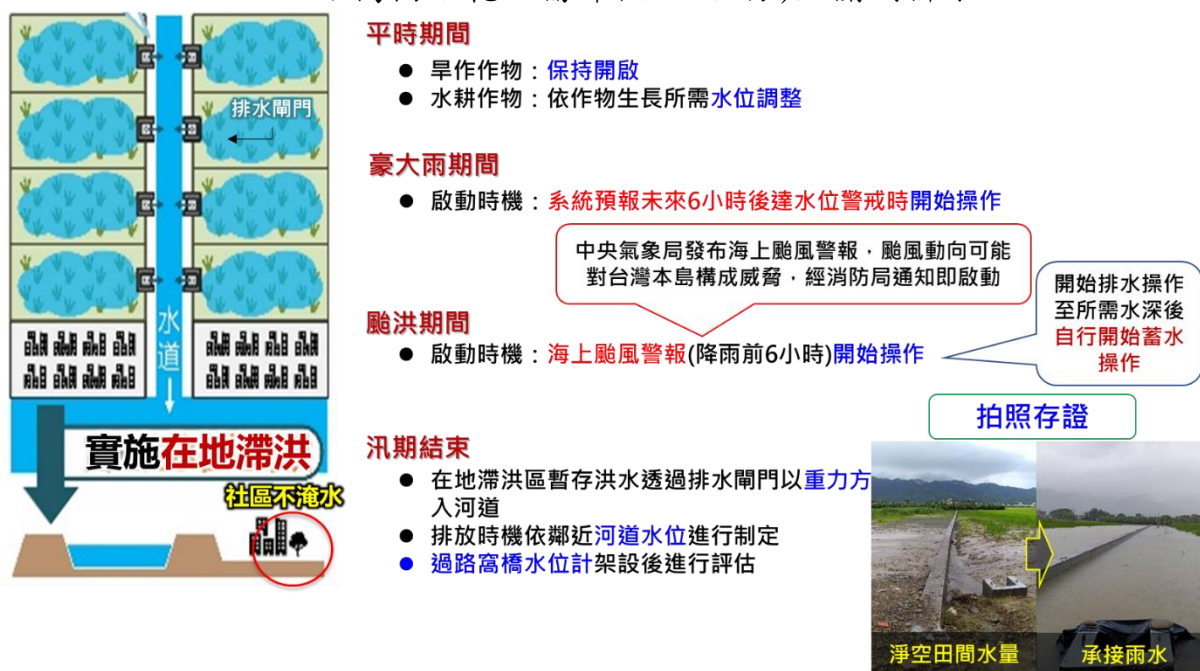 平時期間
● 旱作作物：保持開啟
● 水耕作物：依作物生長所需水位調整
豪大雨期間
● 啟動時機：系統預報未來6小時後達水位警戒時開始操作
中央氣象局發布海上颱風警報，颱風動向可能
對台灣本島構成威脅，經消防局通知即啟動
颱洪期間
● 啟動時機：海上颱風警報(降雨前6小時)開始操作
開始排水操作
至所需水深後
自行開始蓄水
操作
拍照存證
汛期結束
● 在地滯洪區暫存洪水透過排水閘門以重力方
入河道
● 排放時機依鄰近河道水位進行制定
● 過路窩橋水位計架設後進行評估
淨空田間水量
承接雨水
排水閘門
水道
實施在地滯洪
社區不淹水